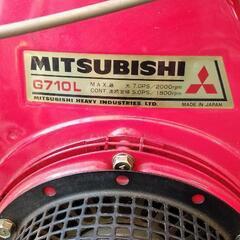 MITSUBISHI
G710L
MAX. 最大 7.0PS/2000rpm
CONT. 連続定格 5.0PS/1800rpm
MITSUBISHI HEAVY INDUSTRIES, LTD.
MADE IN JAPAN